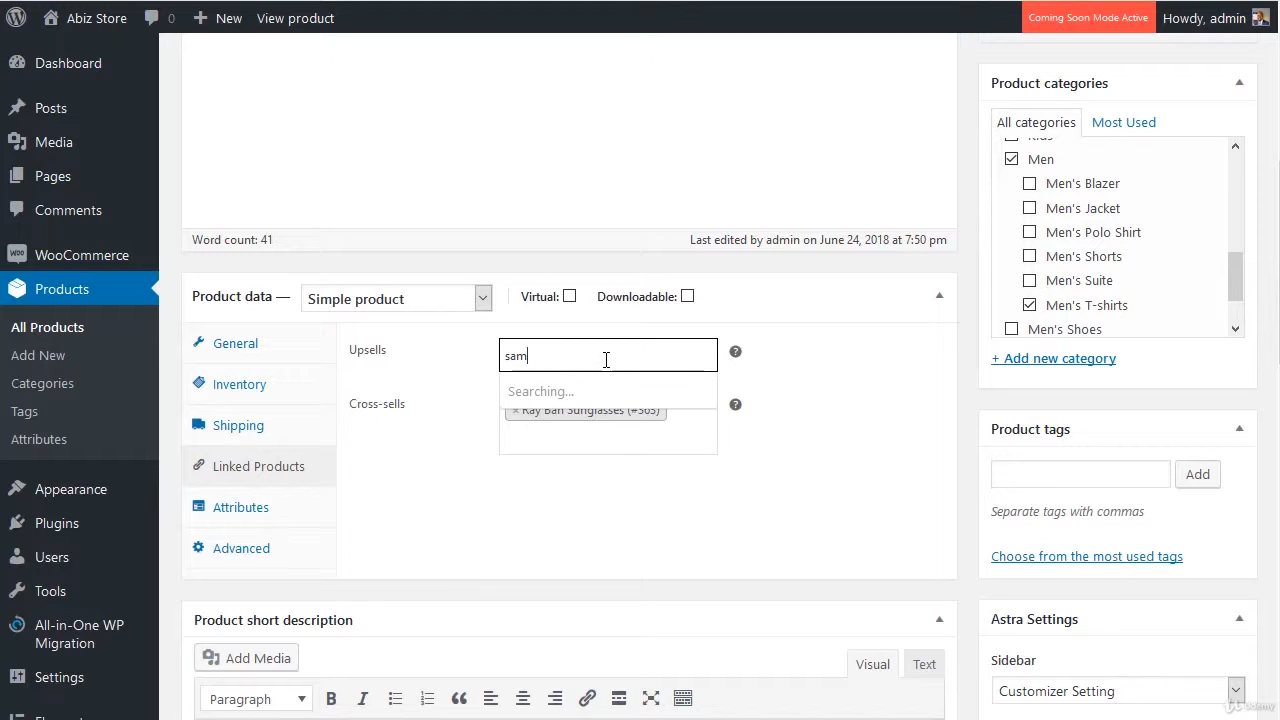 Abiz Store
0
New
View product
Coming Soon Mode Active
Howdy, admin
Dashboard
Posts
Media
Pages
Comments
WooCommerce
Products
All Products
Add New
Categories
Tags
Attributes
Appearance
Plugins
Users
Tools
All-in-One WP
Migration
Settings
Word count: 41
Last edited by admin on June 24, 2018 at 7:50 pm
Product data —
Simple product
Virtual:
Downloadable:
General
Inventory
Shipping
Linked Products
Attributes
Advanced
Upsells
sam
Searching...
Cross-sells
× Ray Ban Sunglasses (#365)
Product short description
Add Media
Visual
Text
Paragraph
B
I
Product categories
All categories
Most Used
Kids
Men
Men's Blazer
Men's Jacket
Men's Polo Shirt
Men's Shorts
Men's Suite
Men's T-shirts
Men's Shoes
+ Add new category
Product tags
Add
Separate tags with commas
Choose from the most used tags
Astra Settings
Sidebar
Customizer Setting
Udemy